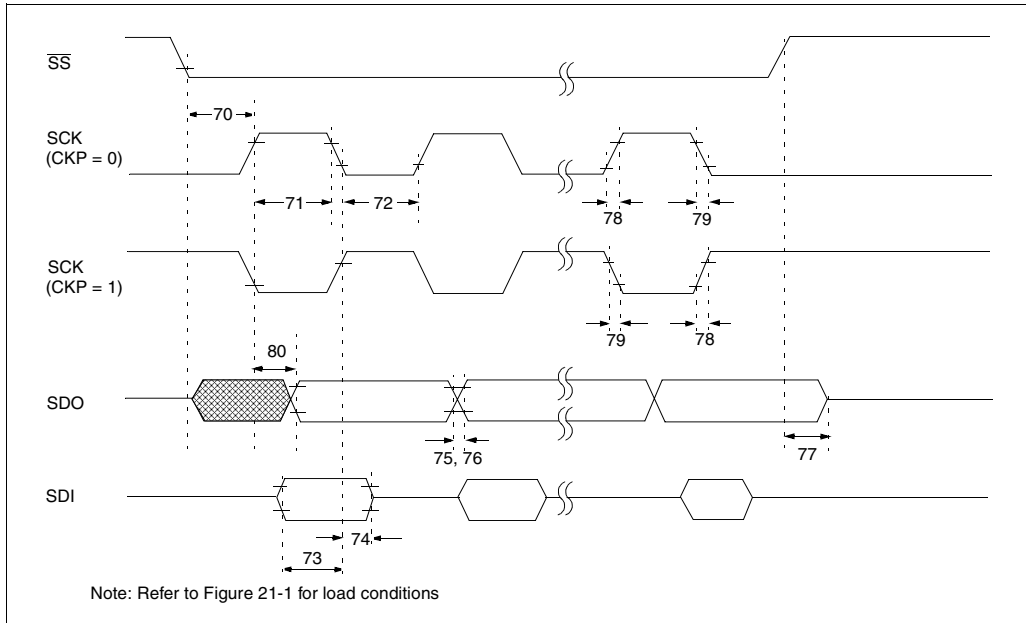 SS
70
SCK
(CKP = 0)
71
72
78
79
SCK
(CKP = 1)
79
78
80
SDO
75, 76
77
SDI
74
73
Note: Refer to Figure 21-1 for load conditions